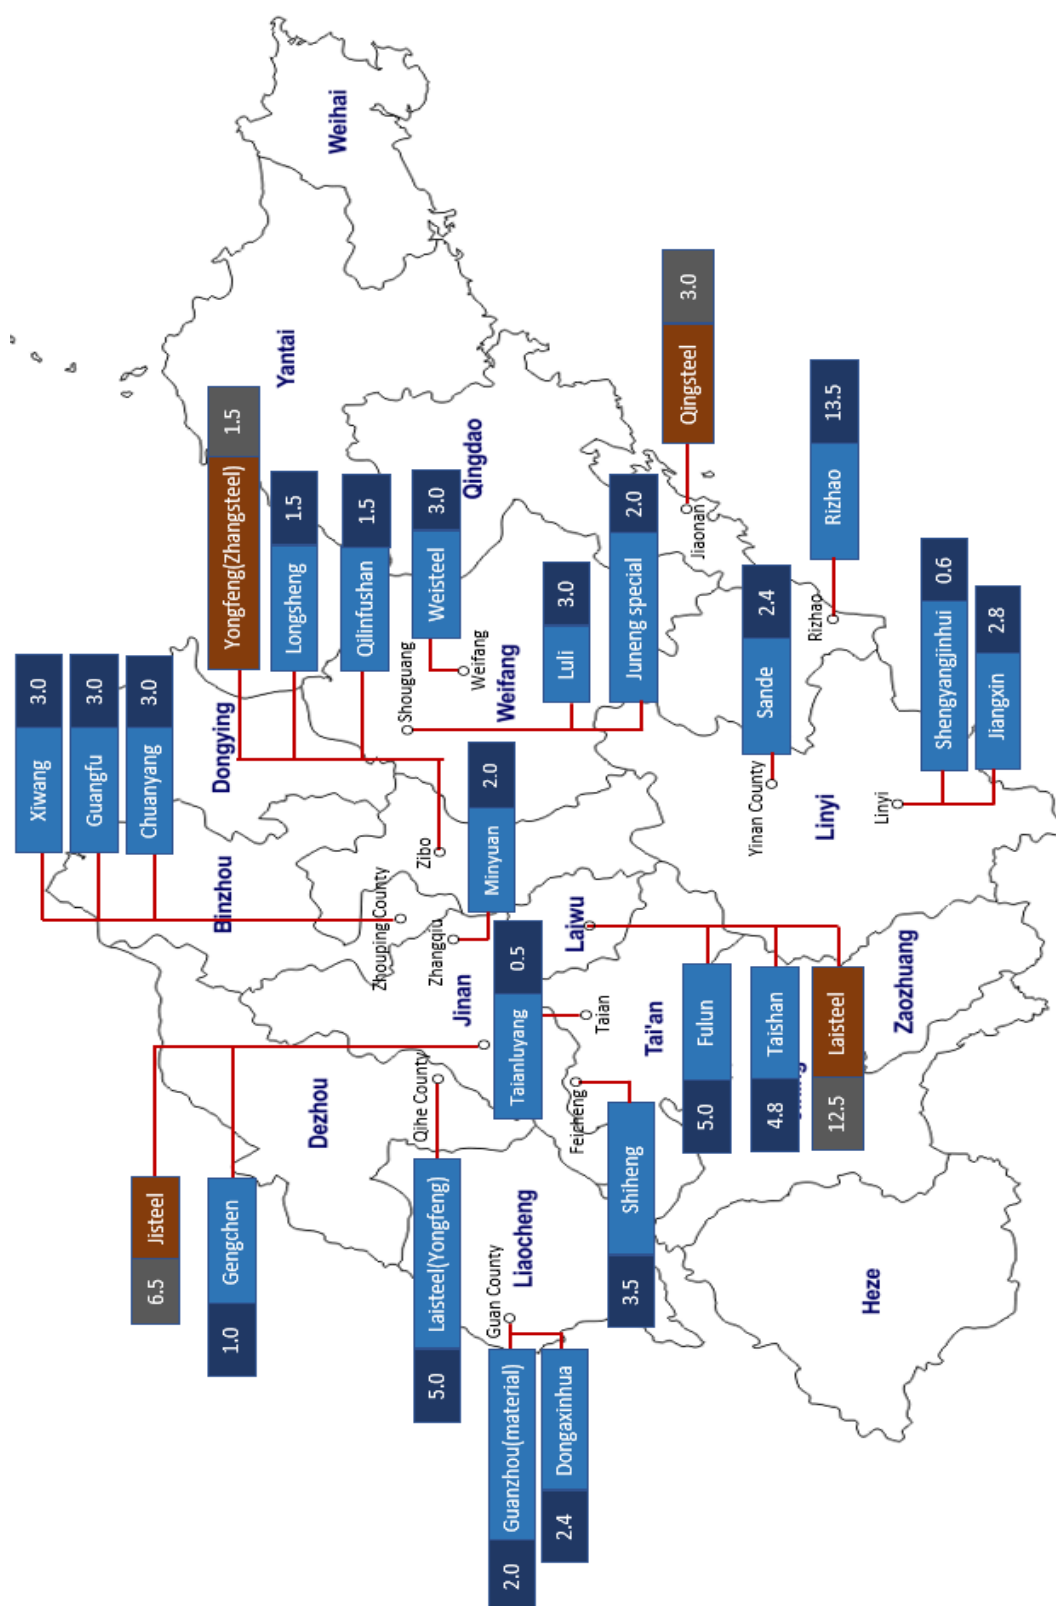 Xiwang 3.0
Guangfu 3.0
Chuanyang 3.0
Jisteel 6.5
Gengchen 1.0
Yongfeng(Zhangsteel) 1.5
Longsheng 1.5
Qilinfushan 1.5
Weisteel 3.0
Weihai
Yantai
Dongying
Binzhou
Dezhou
Zhouping County
Zibo
Shouguang
Weifang
Qingdao
Laisteel(Yongfeng) 5.0
Qihe County
Zhangqiu
Jinan
Minyuan 2.0
Weifang
Guan County
Liaocheng
Guanzhou(material) 2.0
Dongaxinhua 2.4
Taianluyang 0.5
Taian
Laiwu
Luli 3.0
Juneng special 2.0
Feicheng
Shiheng 3.5
Tai'an
Qingsteel 3.0
Jiaonan
Fulun 5.0
Taishan 4.8
Laisteel 12.5
Yinan County
Sande 2.4
Rizhao
Rizhao 13.5
Linyi
Linyi
Zaozhuang
Heze
Shengyangjinhui 0.6
Jiangxin 2.8